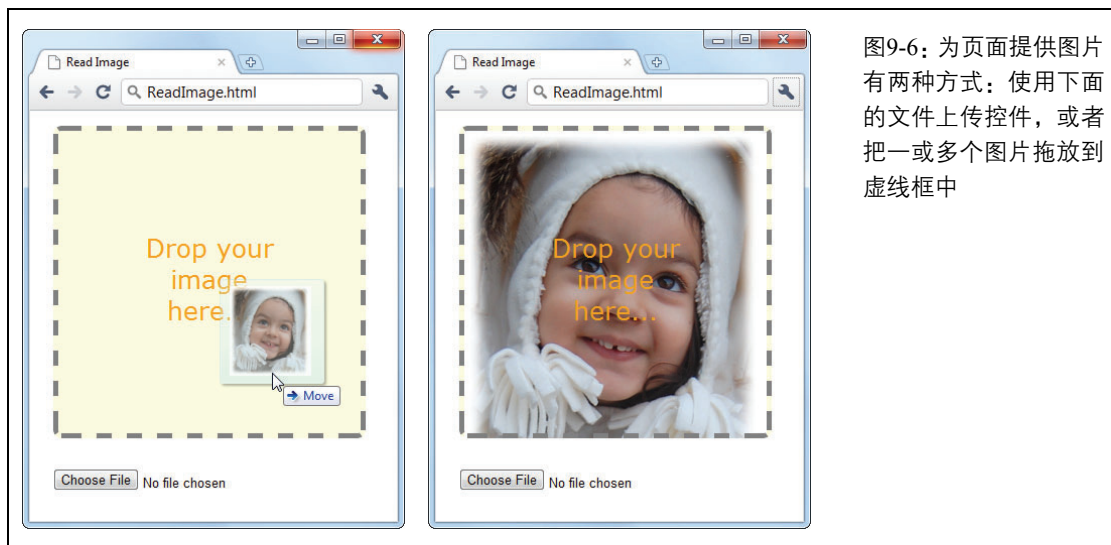 Read Image
ReadImage.html
Drop your
image
here...
Move
Choose File No file chosen
Read Image
ReadImage.html
Drop your
image
here...
Choose File No file chosen
图9-6：为页面提供图片
有两种方式：使用下面
的文件上传控件，或者
把一或多个图片拖放到
虚线框中